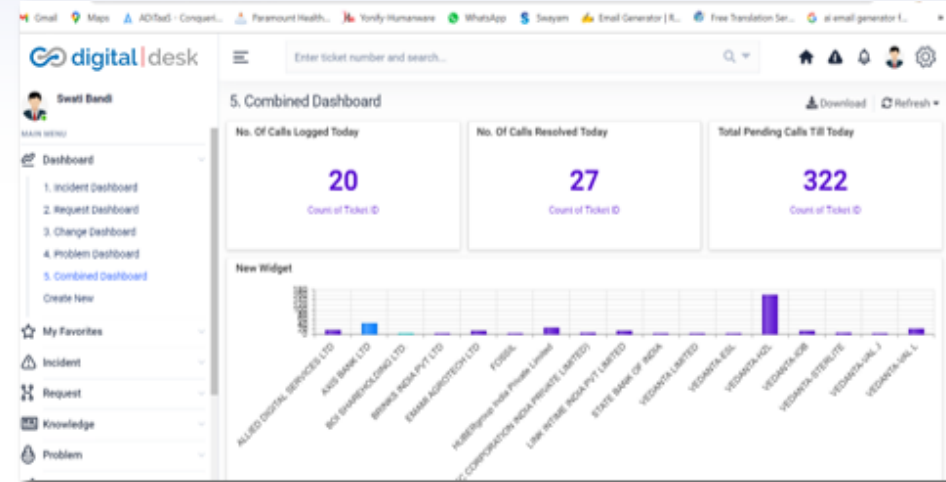 Gmail Maps ADiTaaS - Conqueri... Paramount Health... Yonify Humanware WhatsApp Swayam Email Generator | R... Free Translation Ser... ai email generator f...
digital desk
Enter ticket number and search...
Swati Bandi
MAIN MENU
Dashboard
1. Incident Dashboard
2. Request Dashboard
3. Change Dashboard
4. Problem Dashboard
5. Combined Dashboard
Create New
My Favorites
Incident
Request
Knowledge
Problem
5. Combined Dashboard
Download Refresh
No. Of Calls Logged Today
20
Count of Ticket ID
No. Of Calls Resolved Today
27
Count of Ticket ID
Total Pending Calls Till Today
322
Count of Ticket ID
New Widget
ALLIED DIGITAL SERVICES LTD
AXIS BANK LTD
BOI SHAREHOLDING LTD
BRINKS INDIA PVT LTD
EMAMI AGROTECH LTD
FOSSIL
HUBERgroup India Private Limited
CORPORATION INDIA PRIVATE LIMITED)
LINK INTIME INDIA PVT LIMITED
STATE BANK OF INDIA
VEDANTA LIMITED
VEDANTA-ESL
VEDANTA-HZL
VEDANTA-IOB
VEDANTA-STERLITE
VEDANTA-VAL J
VEDANTA-VAL L